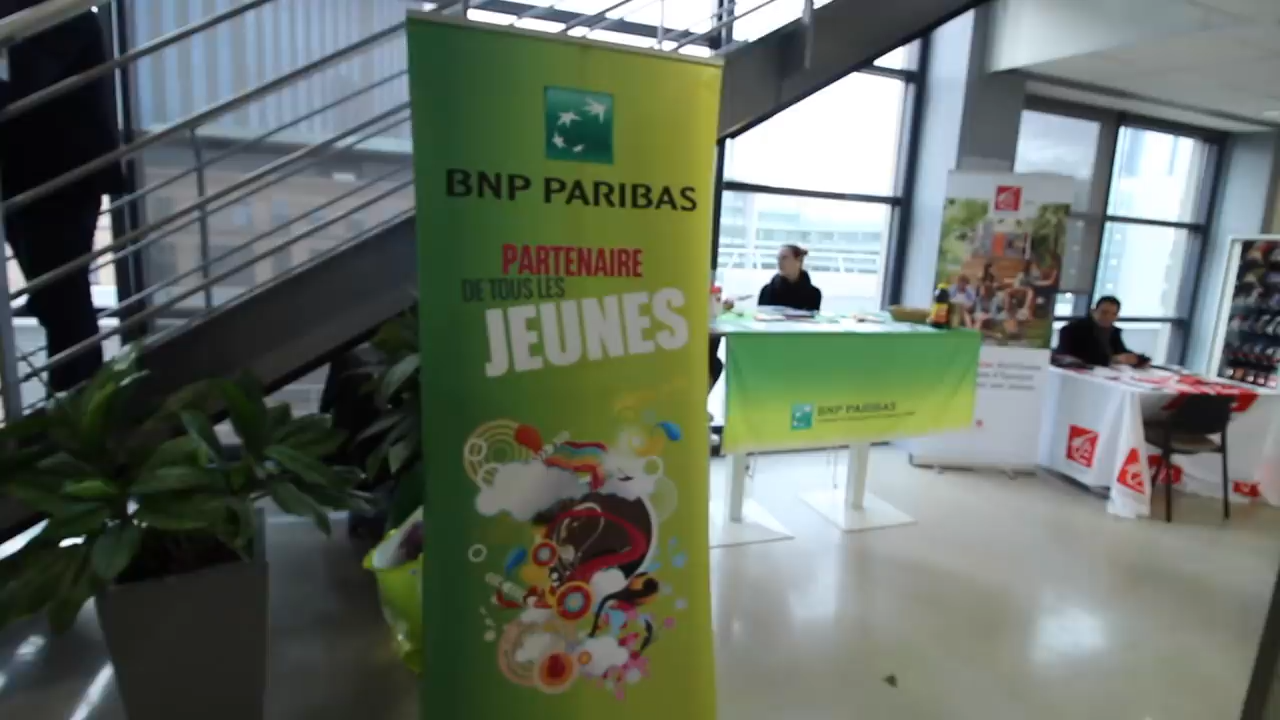 BNP PARIBAS
PARTENAIRE
DE TOUS LES
JEUNES
BNP PARIBAS